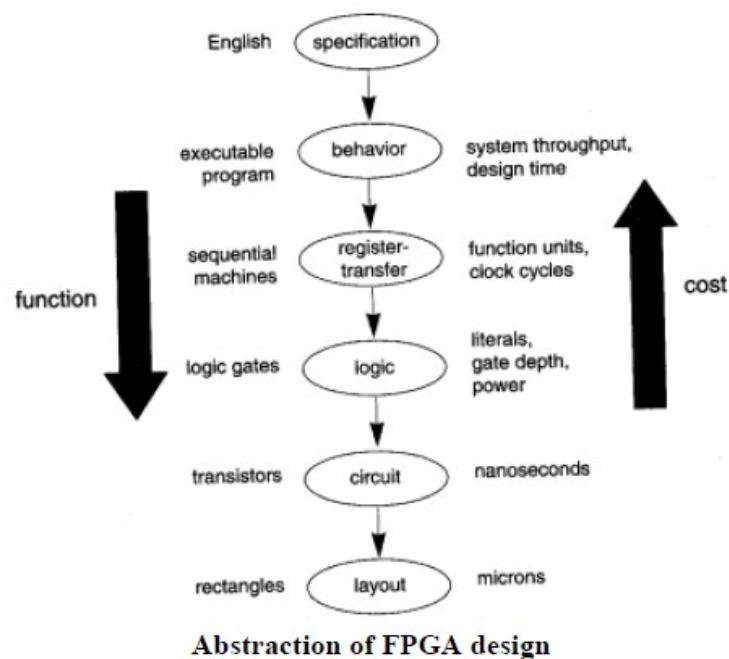 English
specification
executable
program
behavior
system throughput,
design time
sequential
machines
register-
transfer
function units,
clock cycles
function
cost
logic gates
logic
literals,
gate depth,
power
transistors
circuit
nanoseconds
rectangles
layout
microns
Abstraction of FPGA design